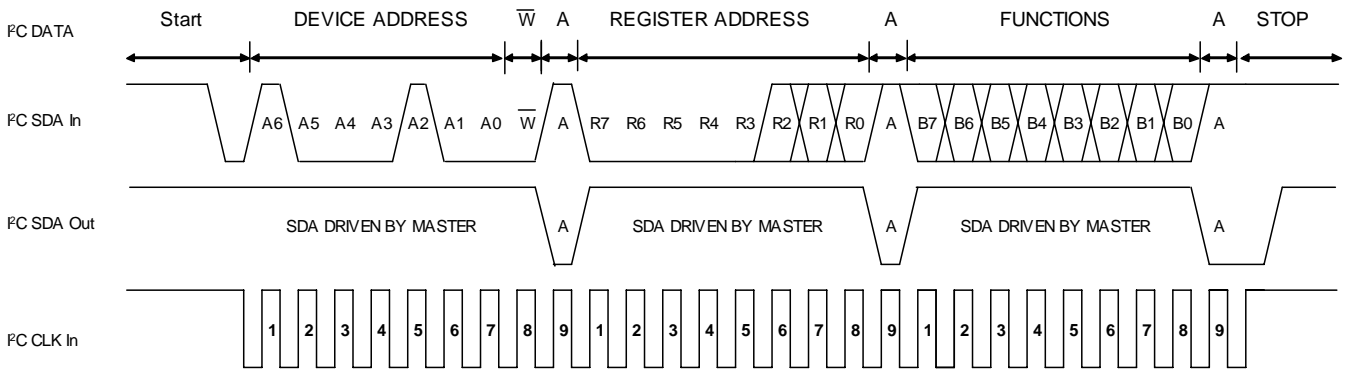 I²C DATA Start DEVICE ADDRESS W̅ A REGISTER ADDRESS A FUNCTIONS A STOP
I²C SDA In A6 A5 A4 A3 A2 A1 A0 W̅ A R7 R6 R5 R4 R3 R2 R1 R0 A B7 B6 B5 B4 B3 B2 B1 B0 A
I²C SDA Out SDA DRIVEN BY MASTER A SDA DRIVEN BY MASTER A SDA DRIVEN BY MASTER A
I²C CLK In 1 2 3 4 5 6 7 8 9 1 2 3 4 5 6 7 8 9 1 2 3 4 5 6 7 8 9